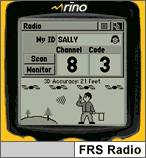 rino
Radio
My ID SALLY
Channel Code
Scan
Monitor
8 3
3D Accuracy: 21 feet
FRS Radio